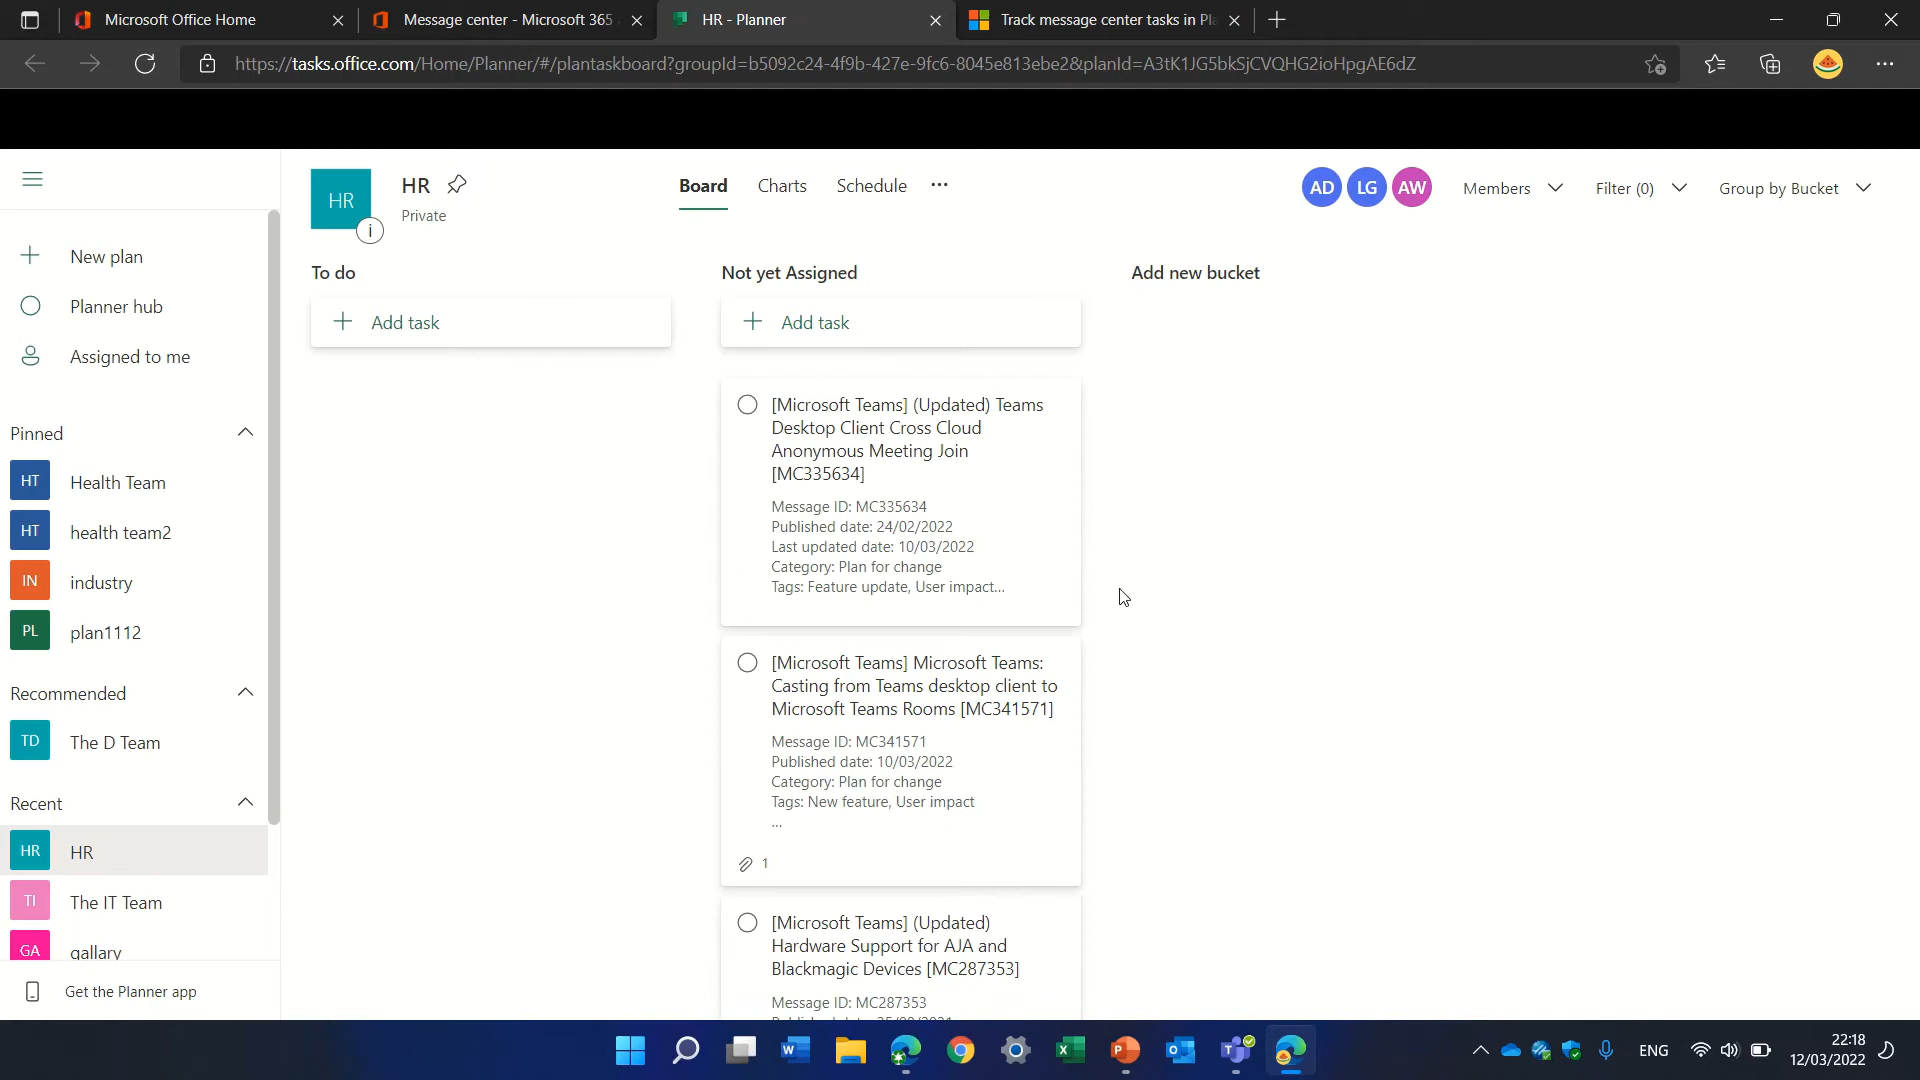 Microsoft Office Home
Message center - Microsoft 365
HR - Planner
Track message center tasks in Pla
https://tasks.office.com/Home/Planner/#/plantaskboard?groupId=b5092c24-4f9b-427e-9fc6-8045e813ebe2&planId=A3tK1JG5bkSjCVQHG2ioHpgAE6dZ
HR
HR
Private
i
Board
Charts
Schedule
AD
LG
AW
Members
Filter (0)
Group by Bucket
New plan
Planner hub
Assigned to me
Pinned
HT
Health Team
HT
health team2
IN
industry
PL
plan1112
Recommended
TD
The D Team
Recent
HR
HR
TI
The IT Team
GA
gallary
Get the Planner app
To do
Add task
Not yet Assigned
Add task
[Microsoft Teams] (Updated) Teams
Desktop Client Cross Cloud
Anonymous Meeting Join
[MC335634]
Message ID: MC335634
Published date: 24/02/2022
Last updated date: 10/03/2022
Category: Plan for change
Tags: Feature update, User impact...
[Microsoft Teams] Microsoft Teams:
Casting from Teams desktop client to
Microsoft Teams Rooms [MC341571]
Message ID: MC341571
Published date: 10/03/2022
Category: Plan for change
Tags: New feature, User impact
...
1
[Microsoft Teams] (Updated)
Hardware Support for AJA and
Blackmagic Devices [MC287353]
Message ID: MC287353
Add new bucket
ENG
22:18
12/03/2022